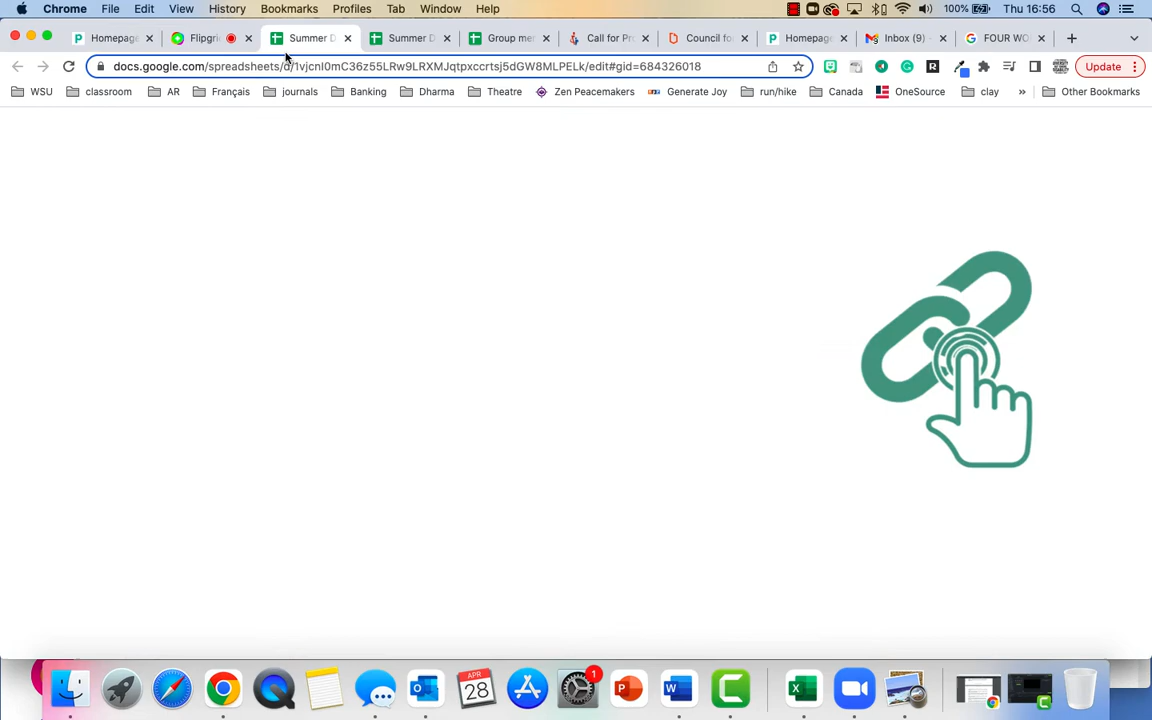 Chrome File Edit View History Bookmarks Profiles Tab Window Help 100% Thu 16:56
Homepage Flipgri Summer D Summer D Group me Call for Pro Council fo Homepage Inbox (9) FOUR WO
docs.google.com/spreadsheets/d/1vjcnI0mC36z55LRw9LRXMJqtpxccrtsj5dGW8MLPELk/edit#gid=684326018 Update
WSU classroom AR Français journals Banking Dharma Theatre Zen Peacemakers Generate Joy run/hike Canada OneSource clay » Other Bookmarks
APR 1
28